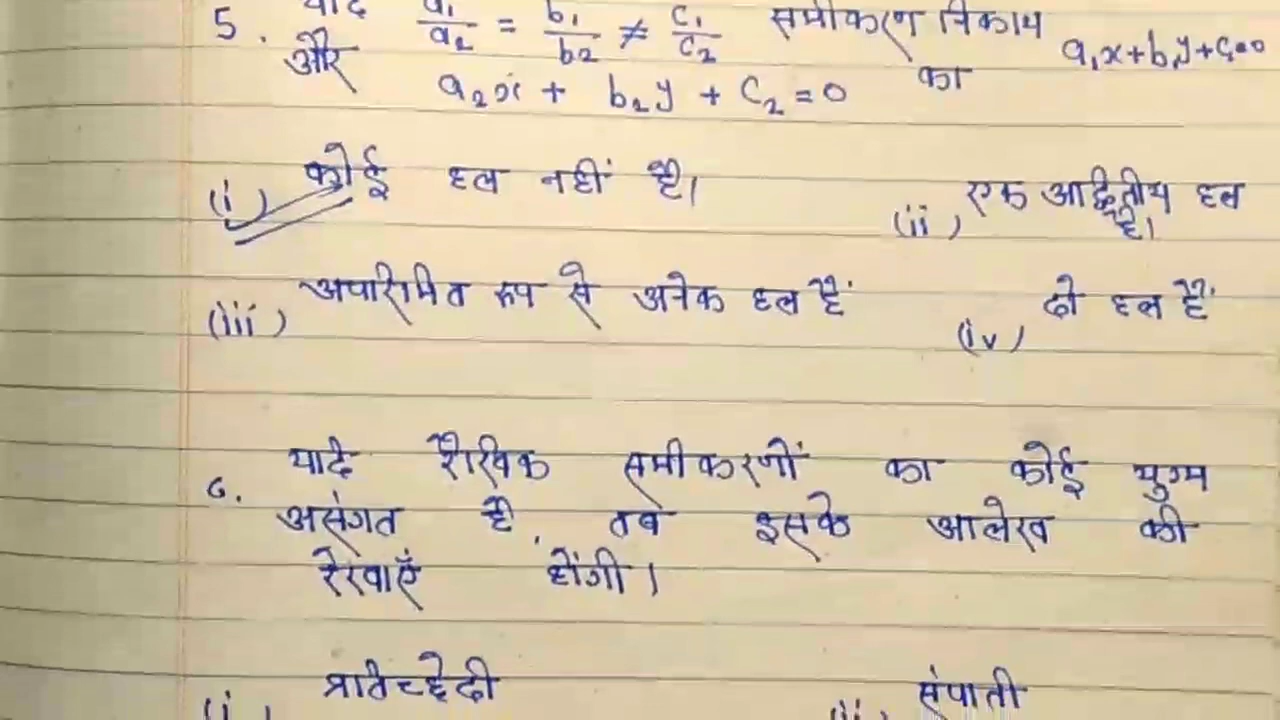 5. यदि a₁/a₂ = b₁/b2 ≠ c₁/c₂ समीकरण निकाय a₁x+b₁y+c₁=0
और a₂x + b₂y + c₂ = 0 का
(i) कोई हल नहीं है। (ii) एक अद्वितीय हल है।
(iii) अपरिमित रूप से अनेक हल हैं (iv) दो हल हैं
6. यदि रैखिक समीकरणों का कोई युग्म
असंगत है, तब इसके आलेख की
रेखाएँ होंगी।
(i) प्रतिच्छेदी (ii) संपाती